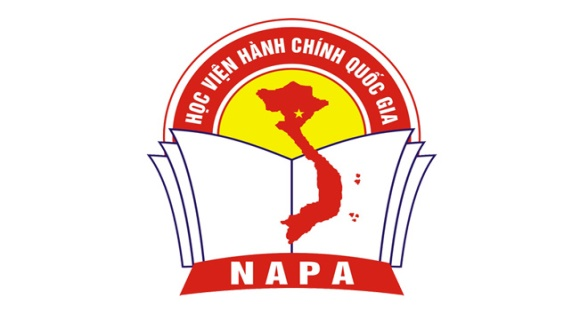 HỌC VIỆN HÀNH CHÍNH QUỐC GIA
NAPA